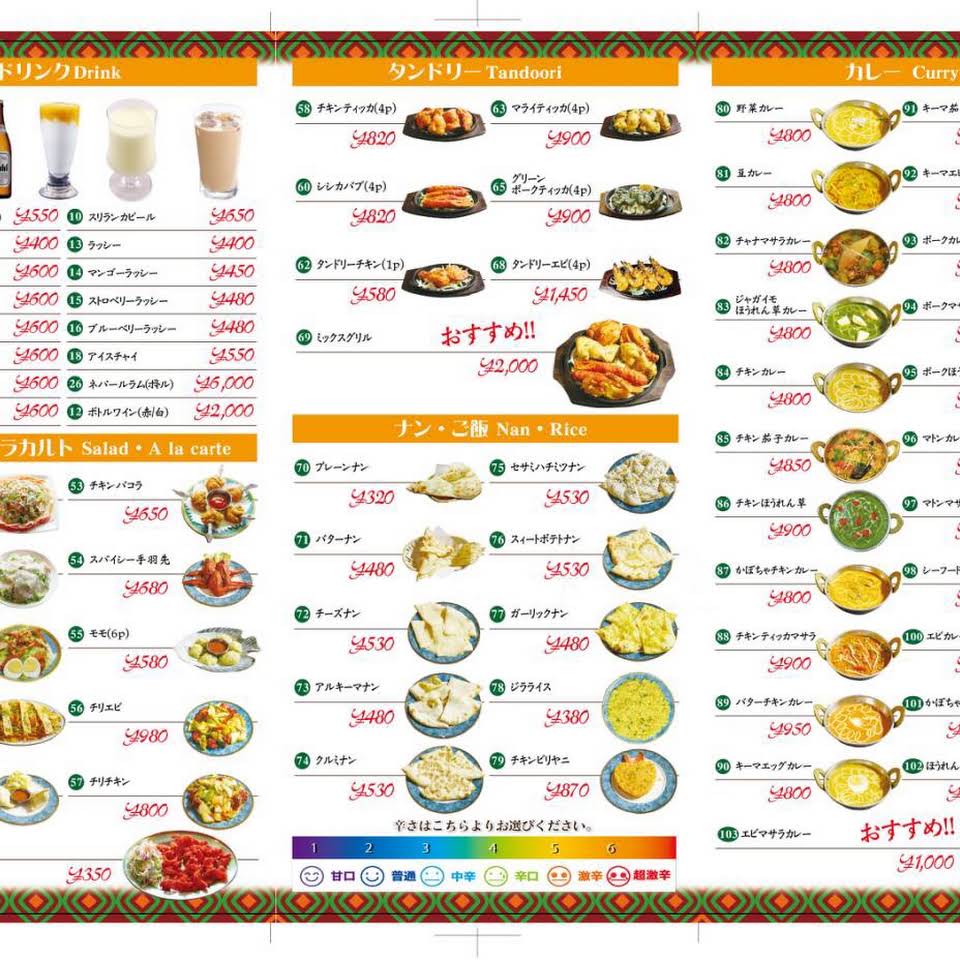 ドリンク Drink
¥550
10 スリランカビール ¥650
¥400
13 ラッシー ¥400
¥600
14 マンゴーラッシー ¥450
¥600
15 ストロベリーラッシー ¥480
¥600
16 ブルーベリーラッシー ¥480
¥600
18 アイスチャイ ¥550
¥600
26 ネパールラム(ボトル) ¥6,000
¥600
12 ボトルワイン(赤/白) ¥2,000
ラカルト Salad・A la carte
53 チキンパコラ
¥650
54 スパイシー手羽先
¥680
55 モモ(6p)
¥580
56 チリエビ
¥980
57 チリチキン
¥800
¥350
タンドリー Tandoori
58 チキンティッカ(4p)
¥820
63 マライティッカ(4p)
¥900
60 シシカバブ(4p)
¥820
65 グリーン
ポークティッカ(4p)
¥900
62 タンドリーチキン(1p)
¥580
68 タンドリーエビ(4p)
¥1,450
69 ミックスグリル
おすすめ!!
¥2,000
ナン・ご飯 Nan・Rice
70 プレーンナン
¥320
75 セサミハチミツナン
¥530
71 バターナン
¥480
76 スィートポテトナン
¥530
72 チーズナン
¥530
77 ガーリックナン
¥480
73 アルキーマナン
¥480
78 ジラライス
¥380
74 クルミナン
¥530
79 チキンビリヤニ
¥870
辛さはこちらよりお選びください。
1 2 3 4 5 6
甘口 普通 中辛 辛口 激辛 超激辛
カレー Curry
80 野菜カレー
¥800
91 キーマ茄
81 豆カレー
¥800
92 キーマエ
82 チャナマサラカレー
¥800
93 ポークカレ
83 ジャガイモ
ほうれん草カレー
¥800
94 ポークマサ
84 チキンカレー
¥800
95 ポークほう
85 チキン茄子カレー
¥850
96 マトンカレ
86 チキンほうれん草
¥900
97 マトンマサ
87 かぼちゃチキンカレー
¥800
98 シーフード
88 チキンティッカマサラ
¥900
100 エビカレー
89 バターチキンカレー
¥950
101 かぼちゃ
90 キーマエッグカレー
¥800
102 ほうれん
103 エビマサラカレー
おすすめ!!
¥1,000